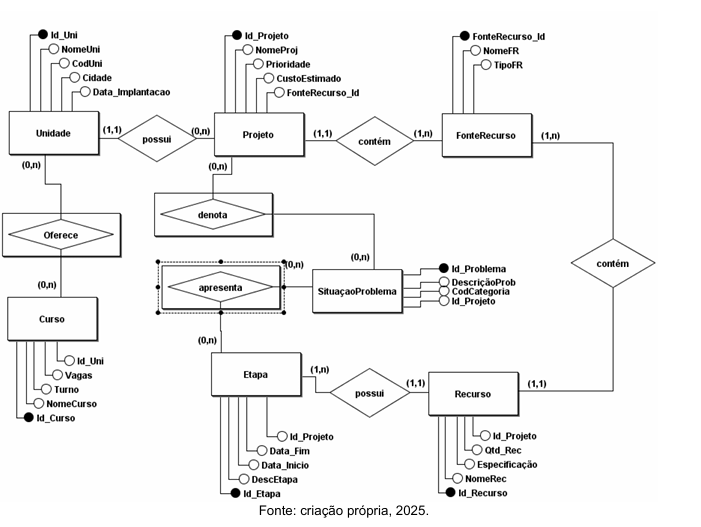 Id_Uni
NomeUni
CodUni
Cidade
Data_Implantacao
Id_Projeto
NomeProj
Prioridade
CustoEstimado
FonteRecurso_Id
FonteRecurso_Id
NomeFR
TipoFR
Unidade
(1,1)
possui
(0,n)
Projeto
(1,1)
contém
(1,n)
FonteRecurso
(1,n)
(0,n)
(0,n)
denota
Oferece
(0,n)
(0,n)
(0,n)
apresenta
SituaçaoProblema
Id_Problema
DescriçãoProb
CodCategoria
Id_Projeto
contém
Curso
Id_Uni
Vagas
Turno
NomeCurso
Id_Curso
(0,n)
Etapa
(1,n)
possui
(1,1)
Recurso
(1,1)
Id_Projeto
Data_Fim
Data_Inicio
DescEtapa
Id_Etapa
Id_Projeto
Qtd_Rec
Especificação
NomeRec
Id_Recurso
Fonte: criação própria, 2025.